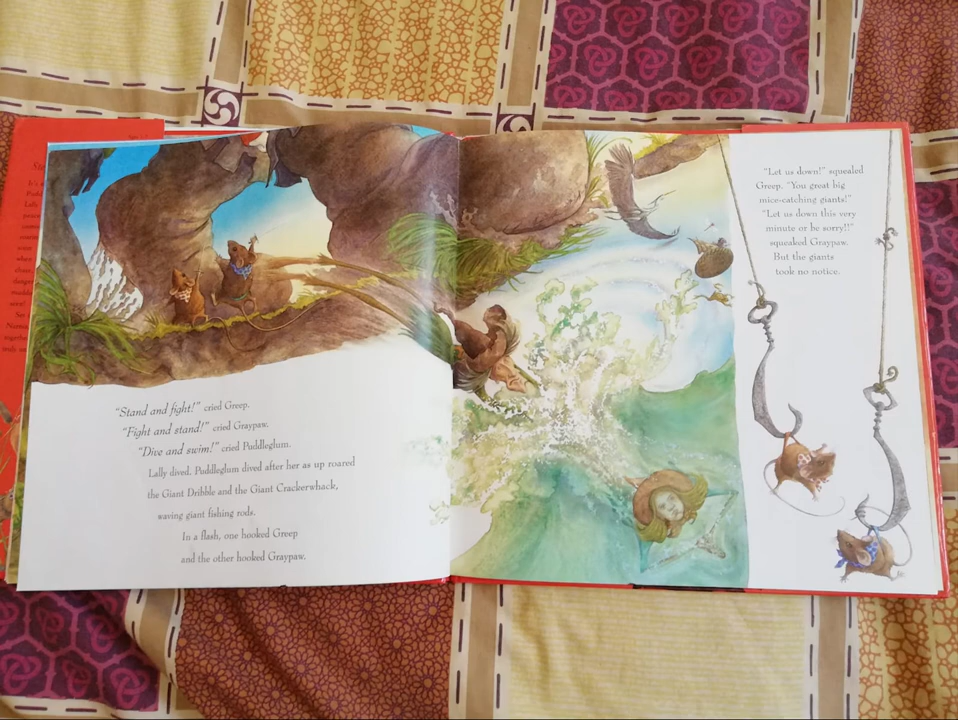 "Stand and fight!" cried Greep.
"Fight and stand!" cried Graypaw.
"Dive and swim!" cried Puddleglum.
Lally dived, Puddleglum dived after her as up roared
the Giant Dribble and the Giant Crackerwhack,
waving giant fishing rods.
In a flash, one hooked Greep
and the other hooked Graypaw.
"Let us down!" squealed
Greep. "You great big
mice-catching giants!"
"Let us down this very
minute or be sorry!!"
squeaked Graypaw.
But the giants
took no notice.